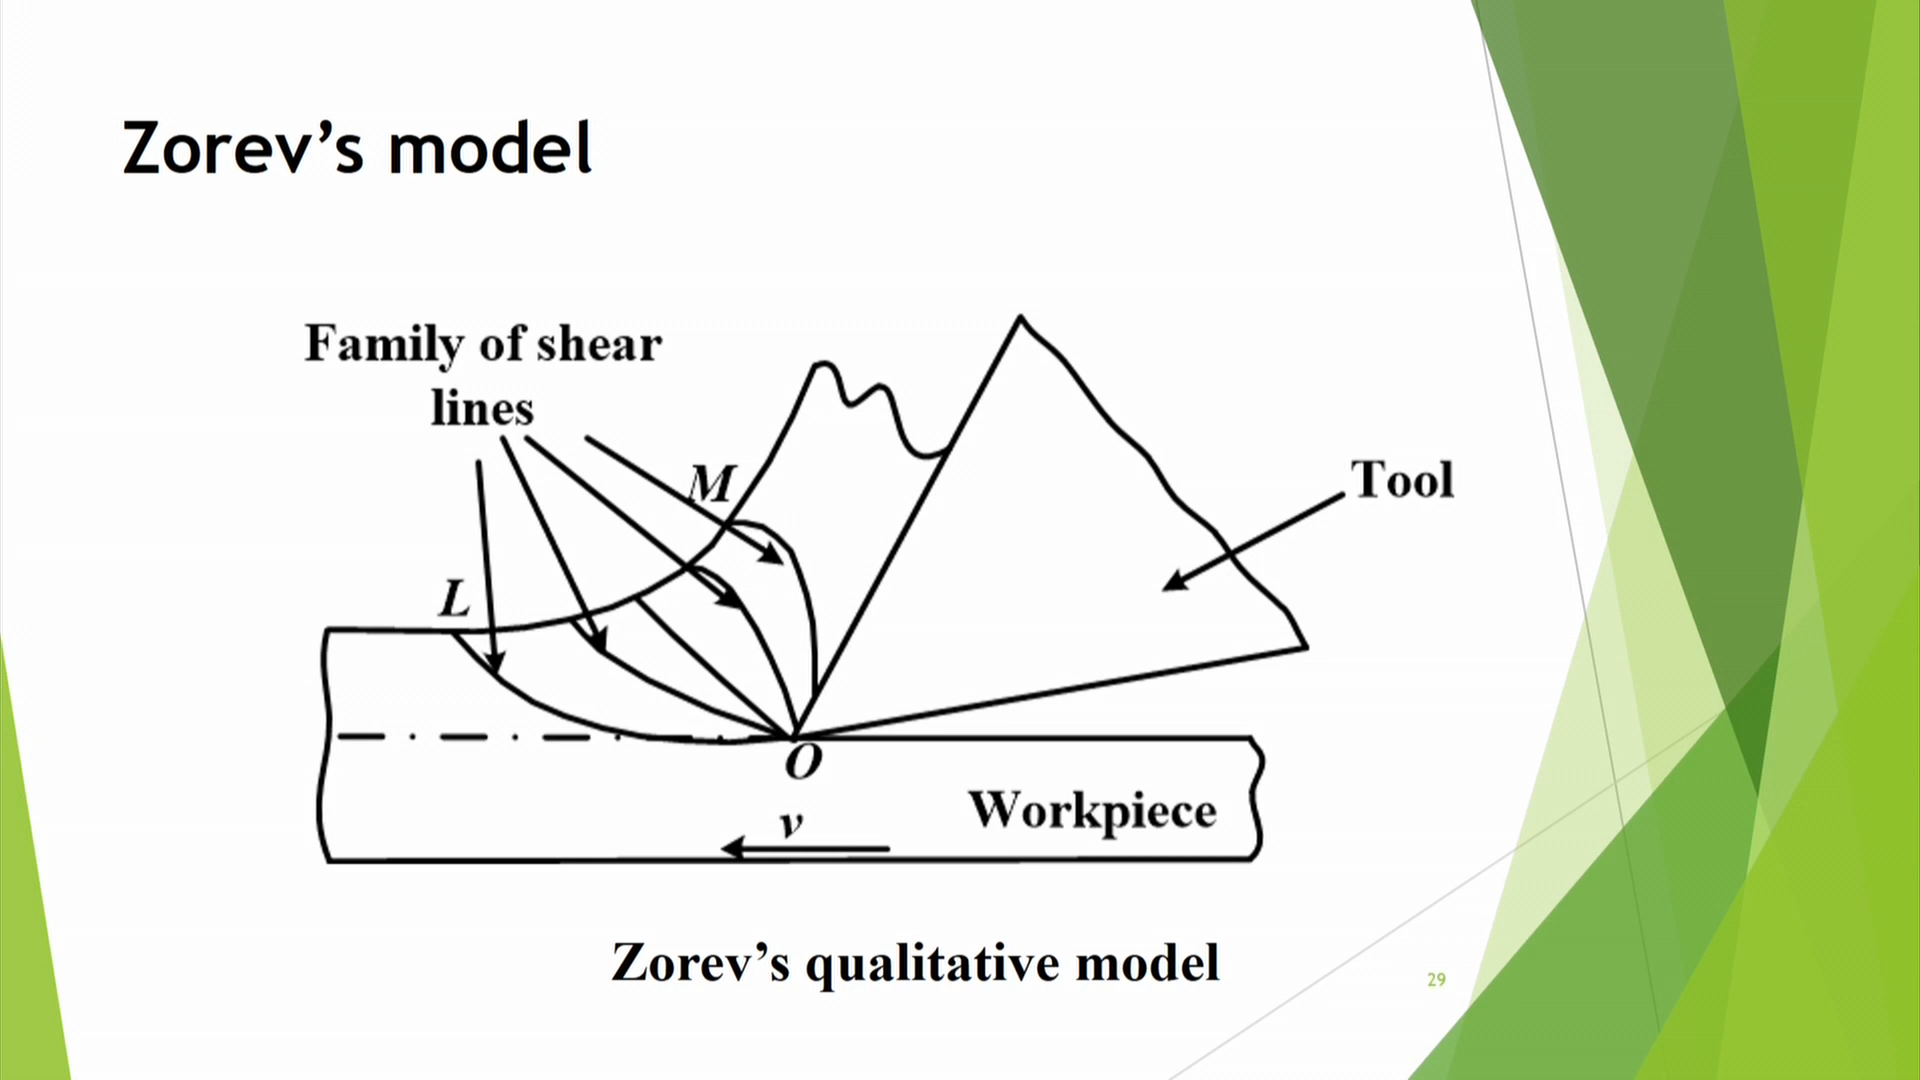 Zorev’s model
Family of shear
lines
M
Tool
L
O
v
Workpiece
Zorev’s qualitative model
29